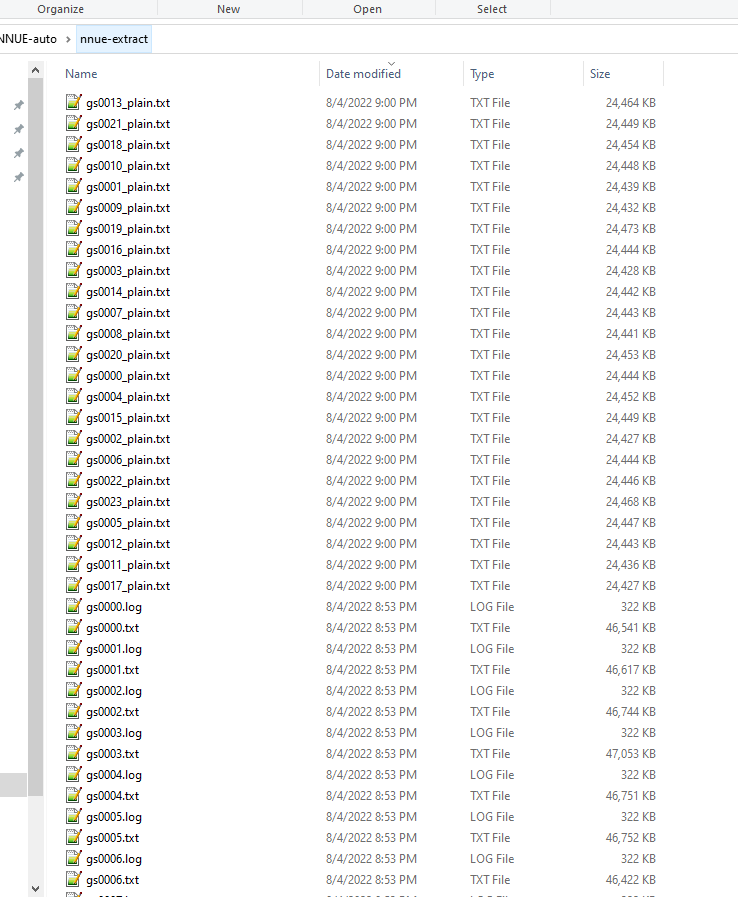 Organize New Open Select
NNUE-auto > nnue-extract
Name Date modified Type Size
gs0013_plain.txt 8/4/2022 9:00 PM TXT File 24,464 KB
gs0021_plain.txt 8/4/2022 9:00 PM TXT File 24,449 KB
gs0018_plain.txt 8/4/2022 9:00 PM TXT File 24,454 KB
gs0010_plain.txt 8/4/2022 9:00 PM TXT File 24,448 KB
gs0001_plain.txt 8/4/2022 9:00 PM TXT File 24,439 KB
gs0009_plain.txt 8/4/2022 9:00 PM TXT File 24,432 KB
gs0019_plain.txt 8/4/2022 9:00 PM TXT File 24,473 KB
gs0016_plain.txt 8/4/2022 9:00 PM TXT File 24,444 KB
gs0003_plain.txt 8/4/2022 9:00 PM TXT File 24,428 KB
gs0014_plain.txt 8/4/2022 9:00 PM TXT File 24,442 KB
gs0007_plain.txt 8/4/2022 9:00 PM TXT File 24,443 KB
gs0008_plain.txt 8/4/2022 9:00 PM TXT File 24,441 KB
gs0020_plain.txt 8/4/2022 9:00 PM TXT File 24,453 KB
gs0000_plain.txt 8/4/2022 9:00 PM TXT File 24,444 KB
gs0004_plain.txt 8/4/2022 9:00 PM TXT File 24,452 KB
gs0015_plain.txt 8/4/2022 9:00 PM TXT File 24,449 KB
gs0002_plain.txt 8/4/2022 9:00 PM TXT File 24,427 KB
gs0006_plain.txt 8/4/2022 9:00 PM TXT File 24,444 KB
gs0022_plain.txt 8/4/2022 9:00 PM TXT File 24,446 KB
gs0023_plain.txt 8/4/2022 9:00 PM TXT File 24,468 KB
gs0005_plain.txt 8/4/2022 9:00 PM TXT File 24,447 KB
gs0012_plain.txt 8/4/2022 9:00 PM TXT File 24,443 KB
gs0011_plain.txt 8/4/2022 9:00 PM TXT File 24,436 KB
gs0017_plain.txt 8/4/2022 9:00 PM TXT File 24,427 KB
gs0000.log 8/4/2022 8:53 PM LOG File 322 KB
gs0000.txt 8/4/2022 8:53 PM TXT File 46,541 KB
gs0001.log 8/4/2022 8:53 PM LOG File 322 KB
gs0001.txt 8/4/2022 8:53 PM TXT File 46,617 KB
gs0002.log 8/4/2022 8:53 PM LOG File 322 KB
gs0002.txt 8/4/2022 8:53 PM TXT File 46,744 KB
gs0003.log 8/4/2022 8:53 PM LOG File 322 KB
gs0003.txt 8/4/2022 8:53 PM TXT File 47,053 KB
gs0004.log 8/4/2022 8:53 PM LOG File 322 KB
gs0004.txt 8/4/2022 8:53 PM TXT File 46,751 KB
gs0005.log 8/4/2022 8:53 PM LOG File 322 KB
gs0005.txt 8/4/2022 8:53 PM TXT File 46,752 KB
gs0006.log 8/4/2022 8:53 PM LOG File 322 KB
gs0006.txt 8/4/2022 8:53 PM TXT File 46,422 KB